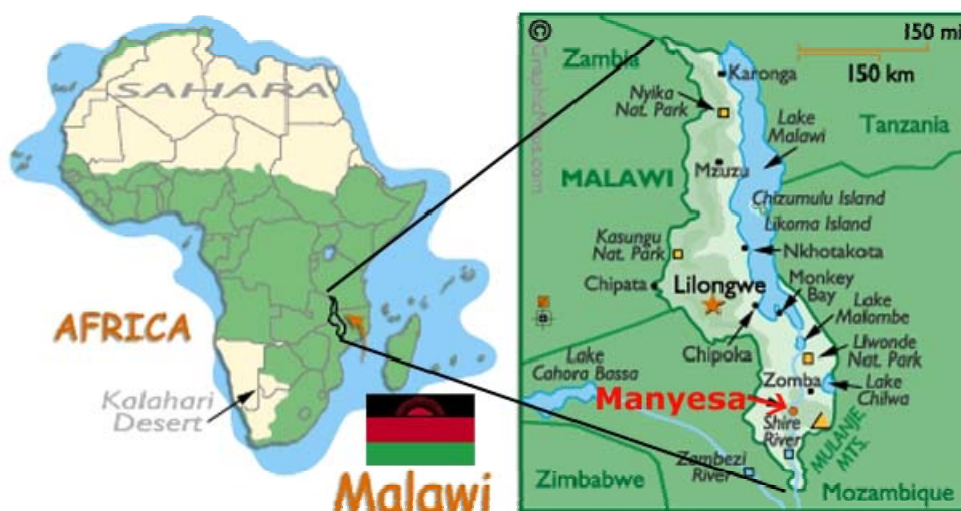 SAHARA
AFRICA
Kalahari
Desert
Malawi
©
GraphicMaps.com
150 mi
150 km
Zambia
Karonga
Nyika
Nat. Park
Lake
Malawi
Tanzania
Mzuzu
MALAWI
Chizumulu Island
Likoma Island
Kasungu
Nat. Park
Nkhotakota
Chipata
Lilongwe
Monkey
Bay
Lake
Malombe
Chipoka
Liwonde
Nat. Park
Lake
Cahora Bassa
Zomba
Lake
Chilwa
Manyesa
Shire
River
MULANJE
MTS.
Zambezi
River
Zimbabwe
Mozambique